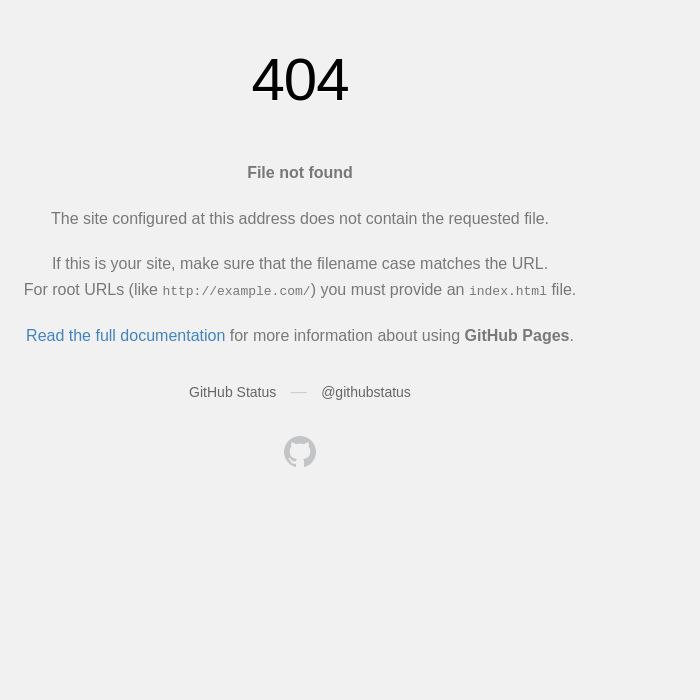 404
File not found
The site configured at this address does not contain the requested file.
If this is your site, make sure that the filename case matches the URL.
For root URLs (like http://example.com/) you must provide an index.html file.
Read the full documentation for more information about using GitHub Pages.
GitHub Status — @githubstatus